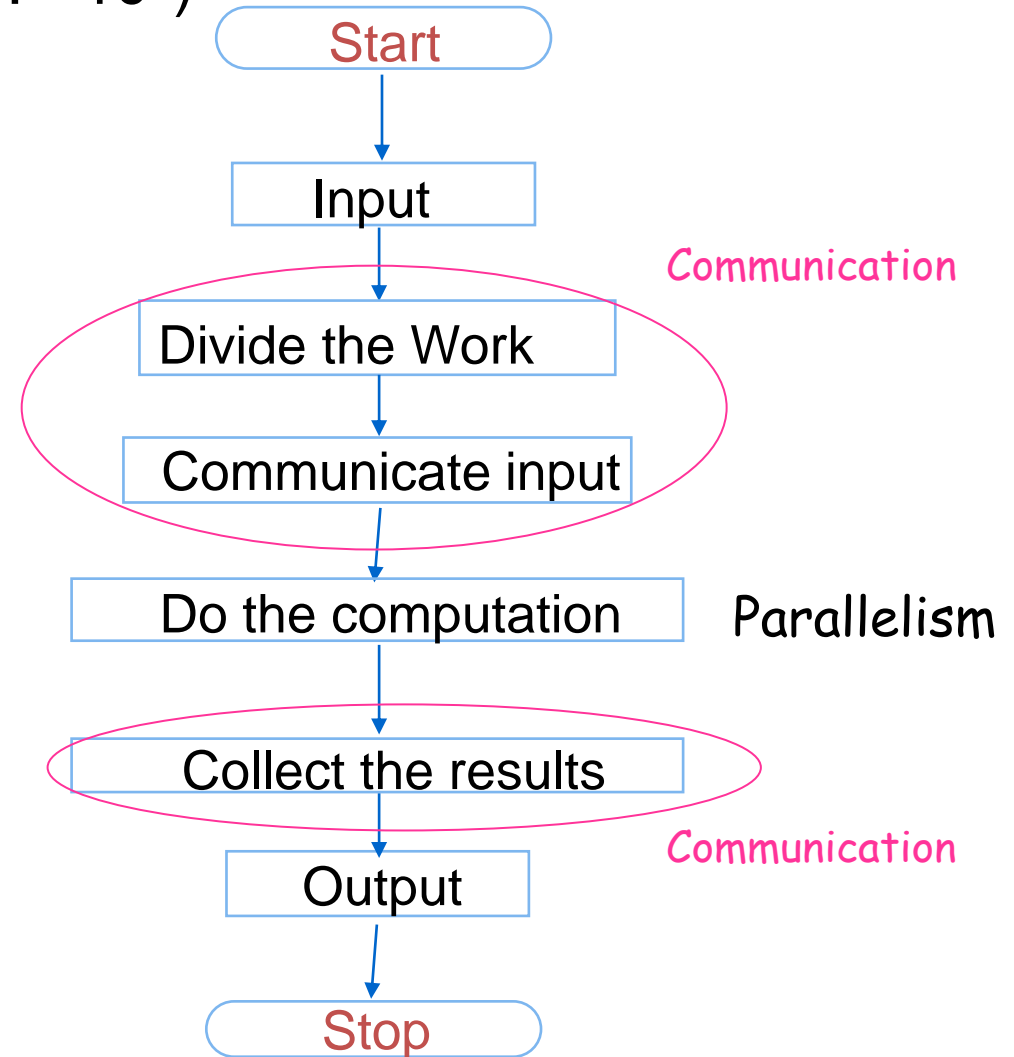 Start
Input
Communication
Divide the Work
Communicate input
Do the computation
Parallelism
Collect the results
Communication
Output
Stop